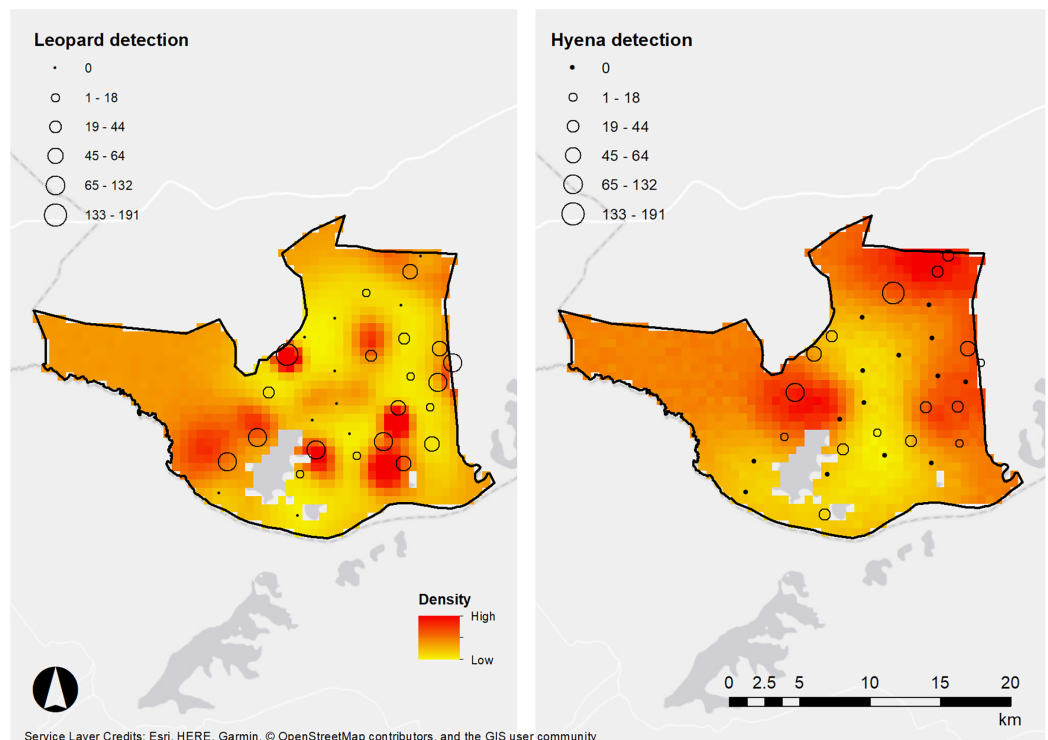 Leopard detection
0
1 - 18
19 - 44
45 - 64
65 - 132
133 - 191
Hyena detection
0
1 - 18
19 - 44
45 - 64
65 - 132
133 - 191
Density
High
Low
0 2.5 5 10 15 20
km
Service Layer Credits: Esri, HERE, Garmin, © OpenStreetMap contributors, and the GIS user community